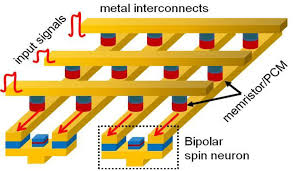 metal interconnects
input signals
memristor/PCM
Bipolar
spin neuron